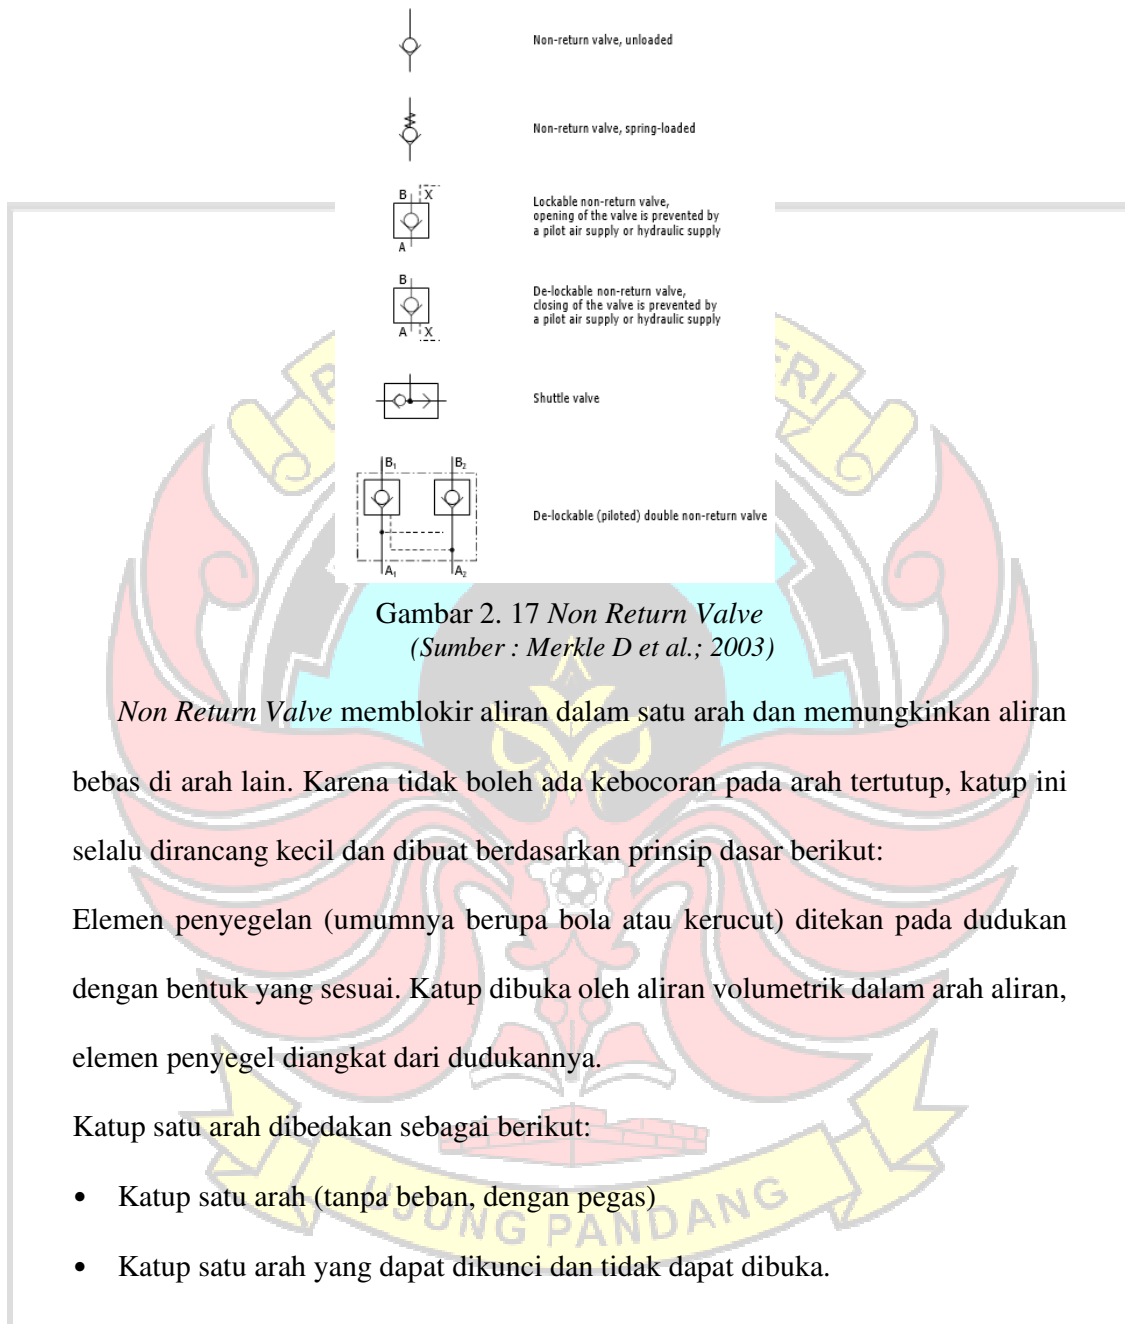 Non-return valve, unloaded
Non-return valve, spring-loaded
B X
Lockable non-return valve,
opening of the valve is prevented by
a pilot air supply or hydraulic supply
A
B
De-lockable non-return valve,
closing of the valve is prevented by
a pilot air supply or hydraulic supply
A X
Shuttle valve
B₁ B₂
De-lockable (piloted) double non-return valve
A₁ A₂
Gambar 2. 17 Non Return Valve
(Sumber : Merkle D et al.; 2003)
Non Return Valve memblokir aliran dalam satu arah dan memungkinkan aliran
bebas di arah lain. Karena tidak boleh ada kebocoran pada arah tertutup, katup ini
selalu dirancang kecil dan dibuat berdasarkan prinsip dasar berikut:
Elemen penyegelan (umumnya berupa bola atau kerucut) ditekan pada dudukan
dengan bentuk yang sesuai. Katup dibuka oleh aliran volumetrik dalam arah aliran,
elemen penyegel diangkat dari dudukannya.
Katup satu arah dibedakan sebagai berikut:
• Katup satu arah (tanpa beban, dengan pegas)
UJUNG PANDANG
• Katup satu arah yang dapat dikunci dan tidak dapat dibuka.